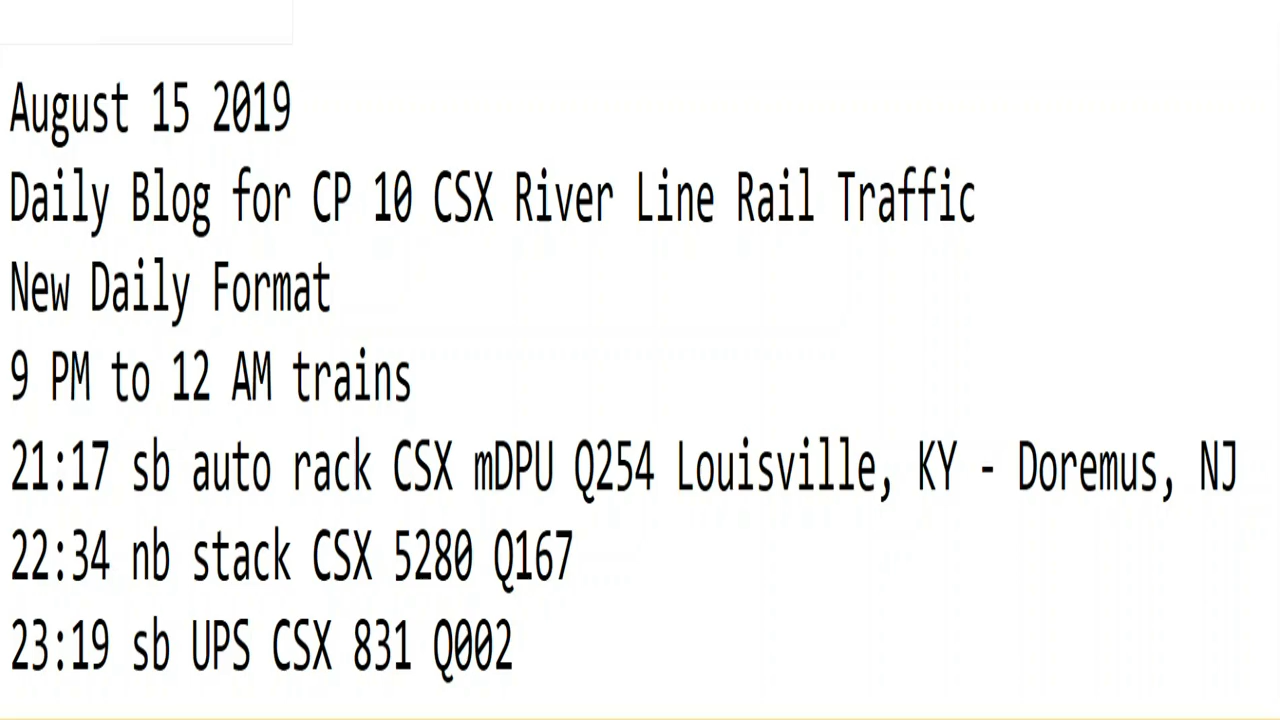 August 15 2019
Daily Blog for CP 10 CSX River Line Rail Traffic
New Daily Format
9 PM to 12 AM trains
21:17 sb auto rack CSX mDPU Q254 Louisville, KY - Doremus, NJ
22:34 nb stack CSX 5280 Q167
23:19 sb UPS CSX 831 Q002